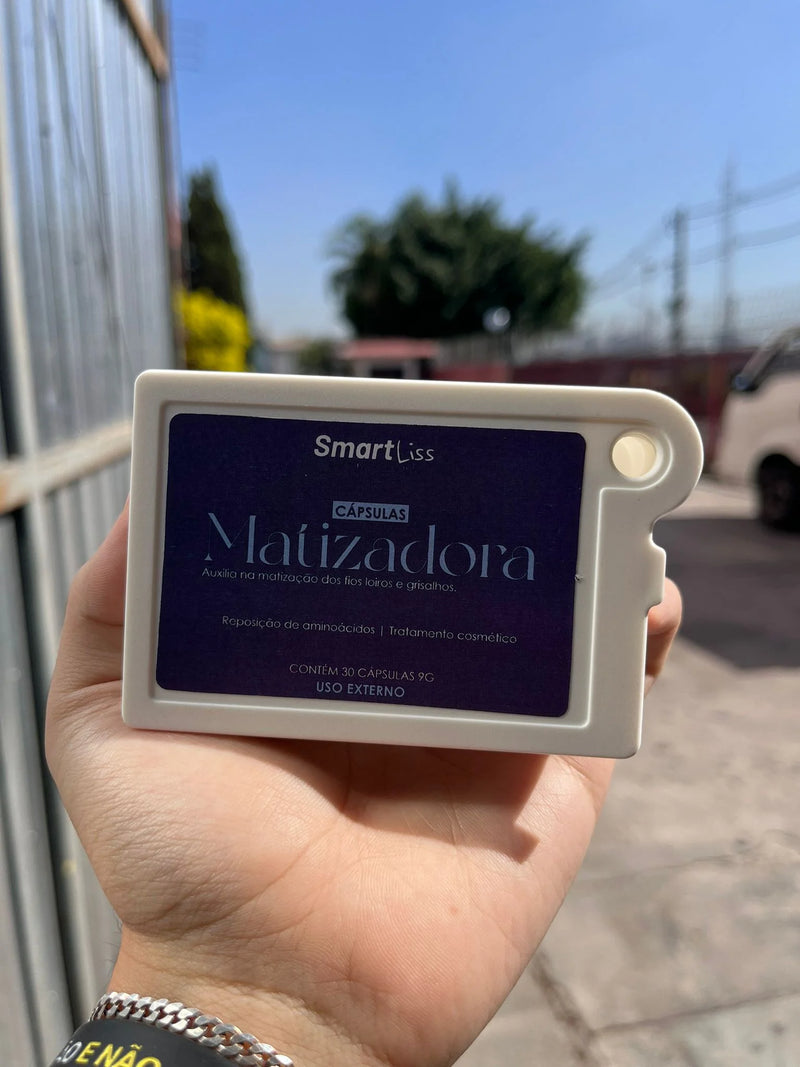 SmartLiss
CÁPSULAS
Matizadora
Auxilia na matização dos fios loiros e grisalhos.
Reposição de aminoácidos | Tratamento cosmético
CONTÉM 30 CÁPSULAS 9G
USO EXTERNO
E NÃO